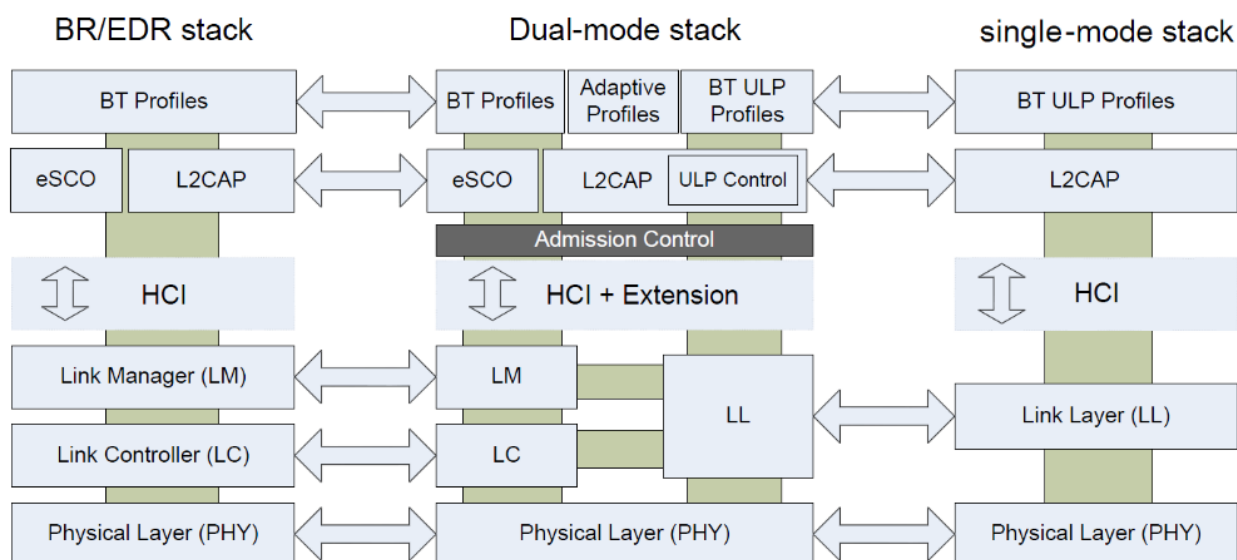 BR/EDR stack
Dual-mode stack
single-mode stack
BT Profiles
BT Profiles
Adaptive
Profiles
BT ULP
Profiles
BT ULP Profiles
eSCO
L2CAP
eSCO
L2CAP
ULP Control
L2CAP
Admission Control
HCI
HCI + Extension
HCI
Link Manager (LM)
LM
LL
Link Layer (LL)
Link Controller (LC)
LC
Physical Layer (PHY)
Physical Layer (PHY)
Physical Layer (PHY)